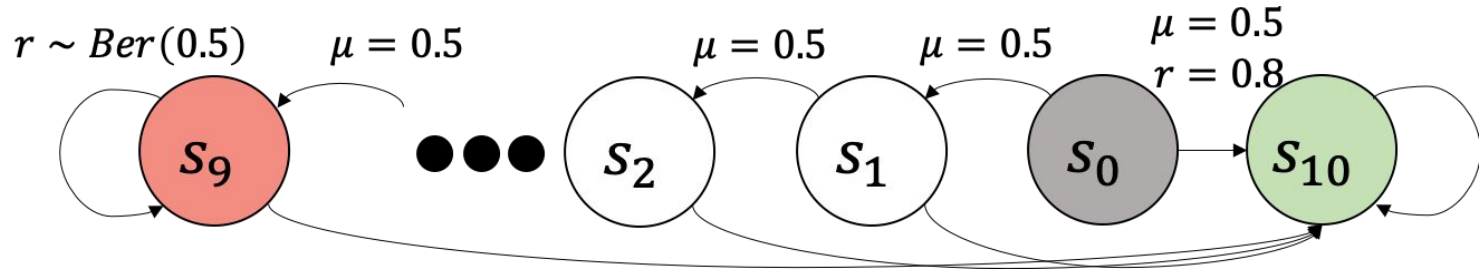 r ~ Ber(0.5)
μ = 0.5
μ = 0.5
μ = 0.5
μ = 0.5
r = 0.8
s₉
s₂
s₁
s₀
s₁₀